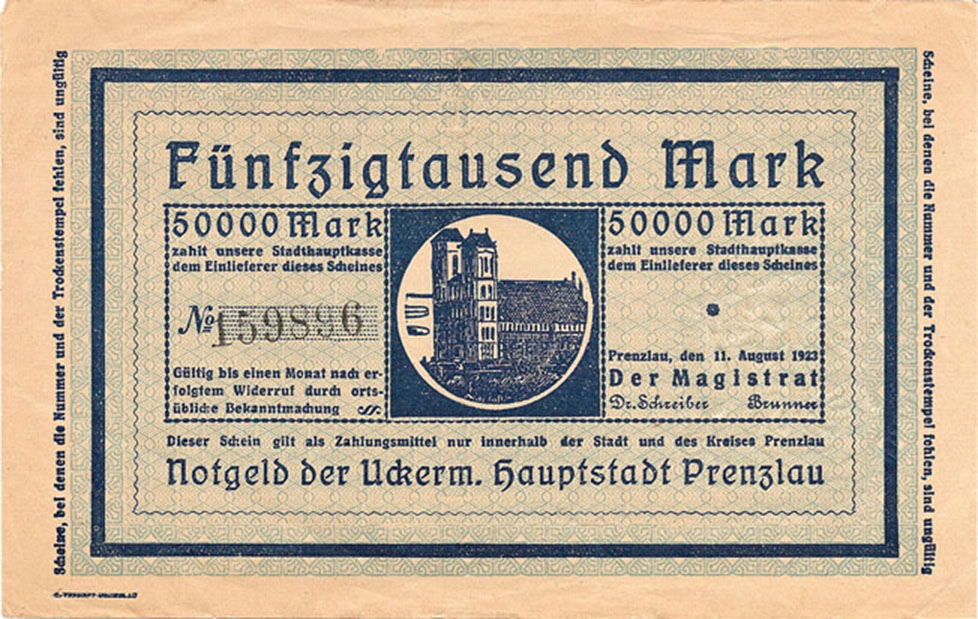 Fünfzigtausend Mark
50000 Mark
zahlt unsere Stadthauptkasse
dem Einlieferer dieses Scheines
No 159896
Gültig bis einen Monat nach er-
folgtem Widerruf durch orts-
übliche Bekanntmachung
50000 Mark
zahlt unsere Stadthauptkasse
dem Einlieferer dieses Scheines
Prenzlau, den 11. August 1923
Der Magistrat
Dr. Schreiber Brunner
Dieser Schein gilt als Zahlungsmittel nur innerhalb der Stadt und des Kreises Prenzlau
Notgeld der Uckerm. Hauptstadt Prenzlau
Scheine, bei denen die Nummer und der Trockenstempel fehlen, sind ungültig
Scheine, bei denen die Nummer und der Trockenstempel fehlen, sind ungültig